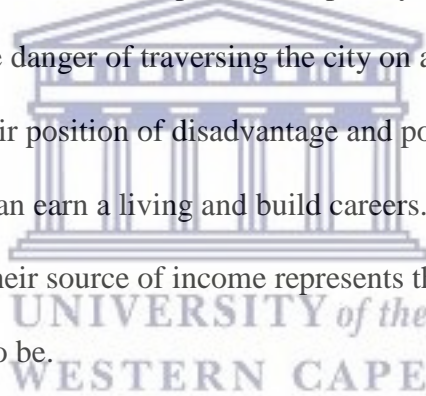 danger of traversing the city on a
ir position of disadvantage and po
an earn a living and build careers.
heir source of income represents th
UNIVERSITY of the
o be.
WESTERN CAPE